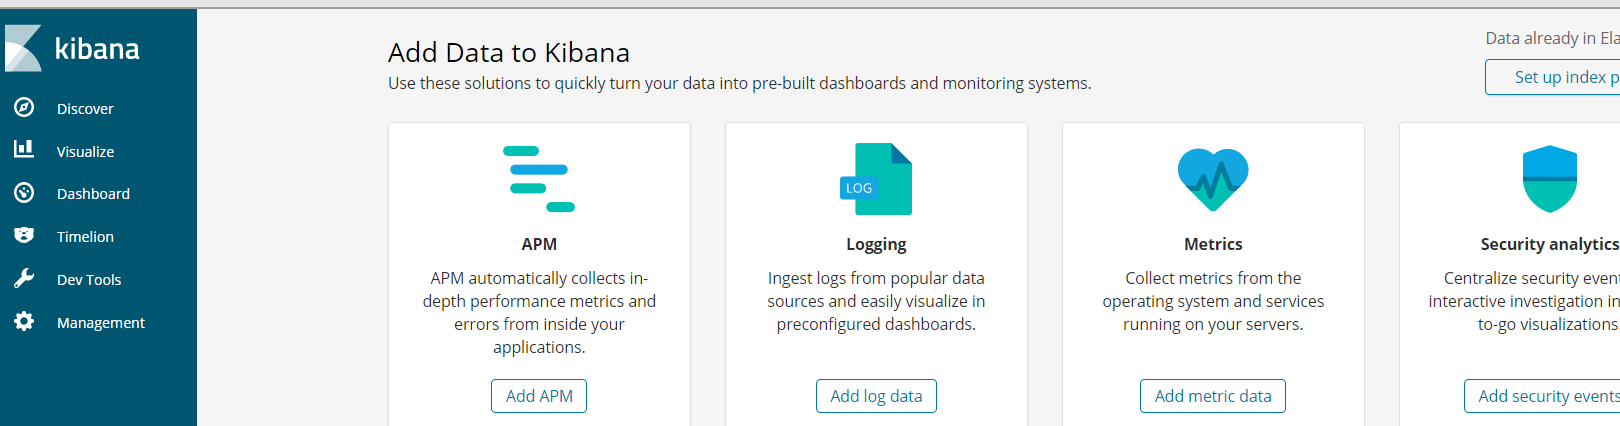 kibana
Discover
Visualize
Dashboard
Timelion
Dev Tools
Management
Add Data to Kibana
Use these solutions to quickly turn your data into pre-built dashboards and monitoring systems.
Data already in Ela
Set up index p
APM
APM automatically collects in-
depth performance metrics and
errors from inside your
applications.
Add APM
LOG
Logging
Ingest logs from popular data
sources and easily visualize in
preconfigured dashboards.
Add log data
Metrics
Collect metrics from the
operating system and services
running on your servers.
Add metric data
Security analytics
Centralize security even
interactive investigation in
to-go visualizations.
Add security events